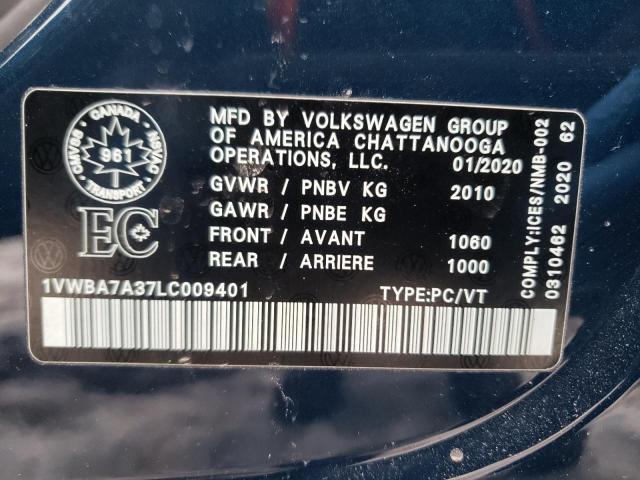 CANADA
CMVSS
NSVAC
961
TRANSPORT
EC
MFD BY VOLKSWAGEN GROUP
OF AMERICA CHATTANOOGA
OPERATIONS, LLC. 01/2020
GVWR / PNBV KG 2010
GAWR / PNBE KG
FRONT / AVANT 1060
REAR / ARRIERE 1000
1VWBA7A37LC009401 TYPE:PC/VT
COMPLY:ICES/NMB-002
0310462 2020 62